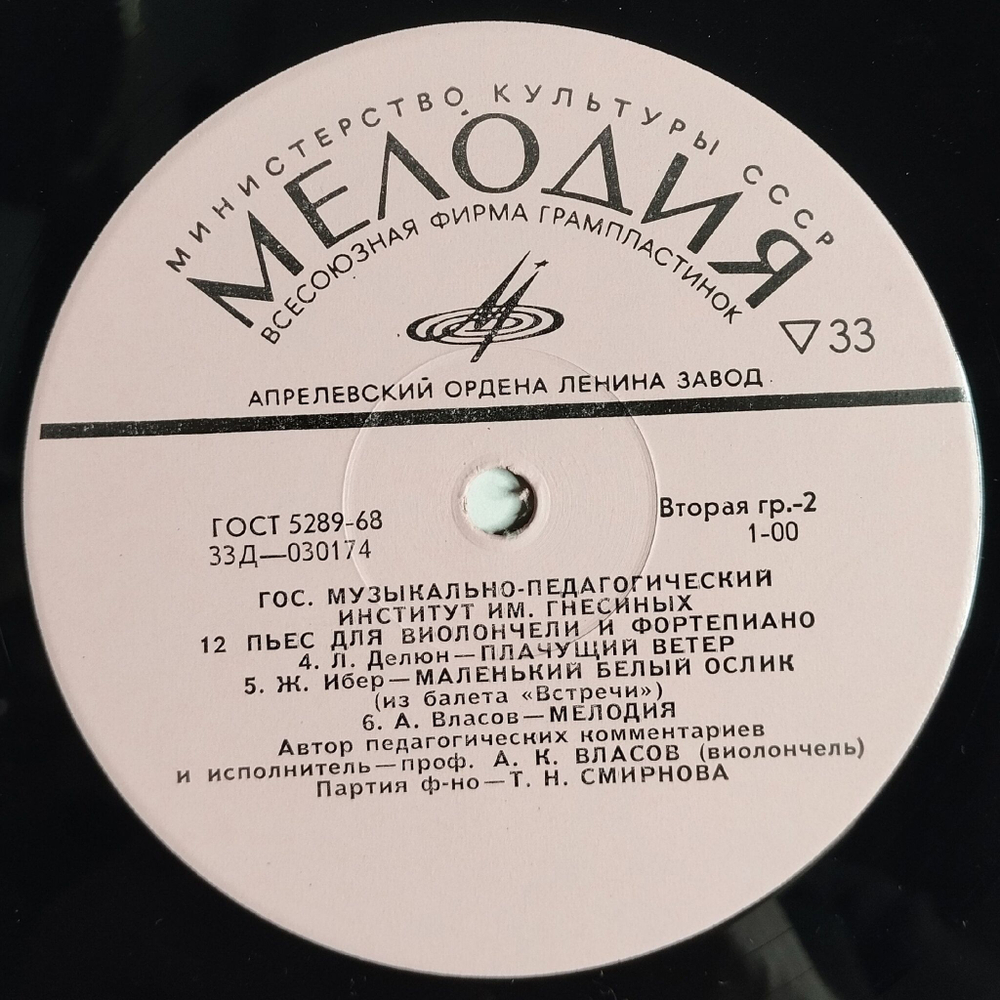 МИНИСТЕРСТВО КУЛЬТУРЫ СССР
МЕЛОДИЯ
ВСЕСОЮЗНАЯ ФИРМА ГРАМПЛАСТИНОК
▽33
АПРЕЛЕВСКИЙ ОРДЕНА ЛЕНИНА ЗАВОД
ГОСТ 5289-68
Вторая гр.-2
33Д—030174
1-00
ГОС. МУЗЫКАЛЬНО-ПЕДАГОГИЧЕСКИЙ
ИНСТИТУТ ИМ. ГНЕСИНЫХ
12 ПЬЕС ДЛЯ ВИОЛОНЧЕЛИ И ФОРТЕПИАНО
4. Л. Делюн—ПЛАЧУЩИЙ ВЕТЕР
5. Ж. Ибер—МАЛЕНЬКИЙ БЕЛЫЙ ОСЛИК
(из балета «Встречи»)
6. А. Власов—МЕЛОДИЯ
Автор педагогических комментариев
и исполнитель—проф. А. К. ВЛАСОВ (виолончель)
Партия ф-но—Т. Н. СМИРНОВА